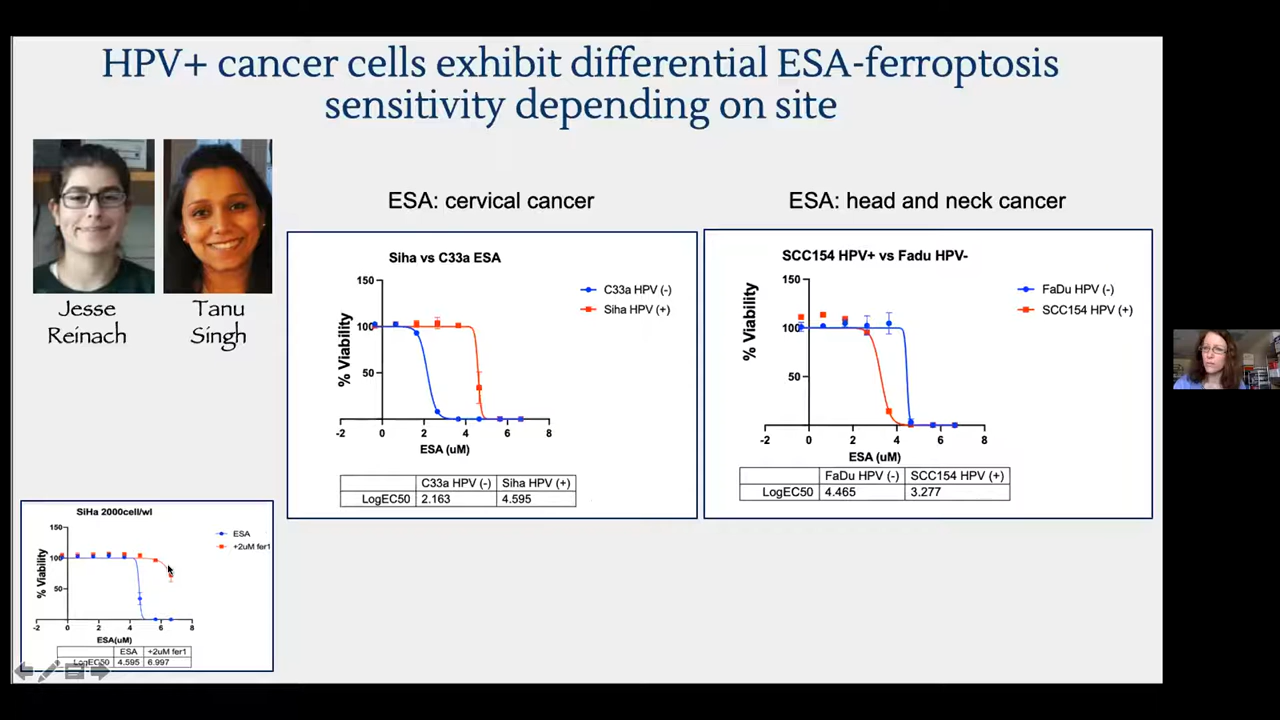 HPV+ cancer cells exhibit differential ESA-ferroptosis
sensitivity depending on site
Jesse
Reinach
Tanu
Singh
ESA: cervical cancer
ESA: head and neck cancer
Siha vs C33a ESA
150
100
50
% Viability
-2 0 2 4 6 8
ESA (uM)
C33a HPV (-)
Siha HPV (+)
C33a HPV (-) Siha HPV (+)
LogEC50 2.163 4.595
SCC154 HPV+ vs Fadu HPV-
150
100
50
% Viability
-2 0 2 4 6 8
ESA (uM)
FaDu HPV (-)
SCC154 HPV (+)
FaDu HPV (-) SCC154 HPV (+)
LogEC50 4.465 3.277
SiHa 2000cell/wl
150
100
50
% Viability
-2 0 2 4 6 8
ESA(uM)
ESA
+2uM fer1
ESA +2uM fer1
LogEC50 4.595 6.997